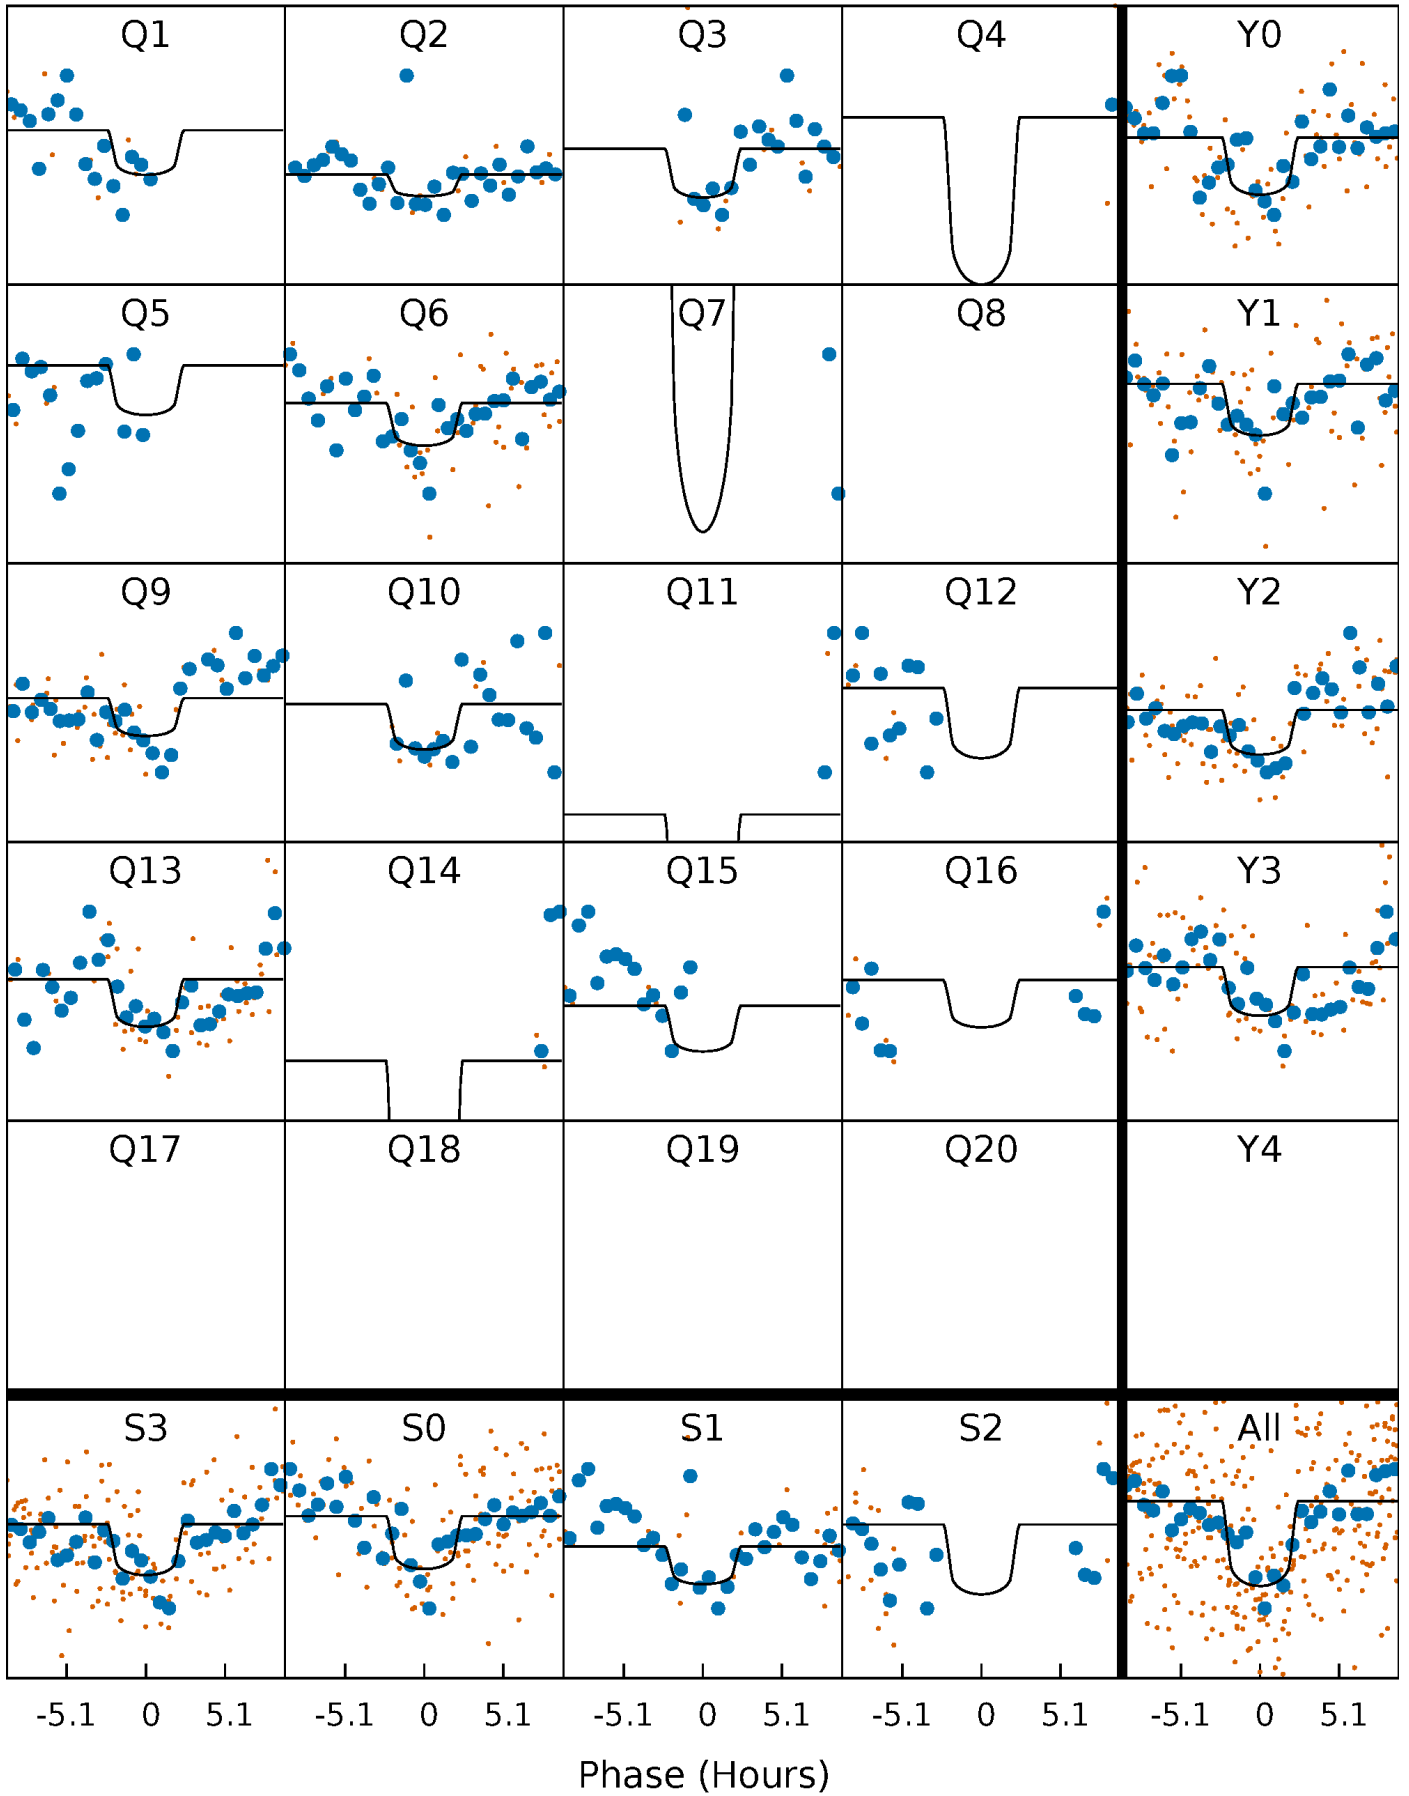 Q1 Q2 Q3 Q4 Y0
Q5 Q6 Q7 Q8 Y1
Q9 Q10 Q11 Q12 Y2
Q13 Q14 Q15 Q16 Y3
Q17 Q18 Q19 Q20 Y4
S3 S0 S1 S2 All
-5.1 0 5.1 -5.1 0 5.1 -5.1 0 5.1 -5.1 0 5.1 -5.1 0 5.1
Phase (Hours)